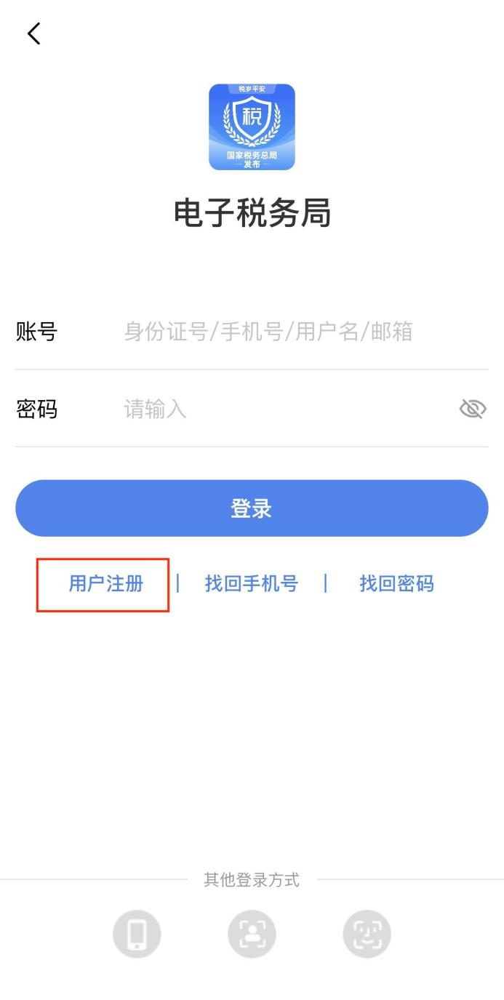 税岁平安
税
国家税务总局
发布
电子税务局
账号 身份证号/手机号/用户名/邮箱
密码 请输入
登录
用户注册 | 找回手机号 | 找回密码
其他登录方式